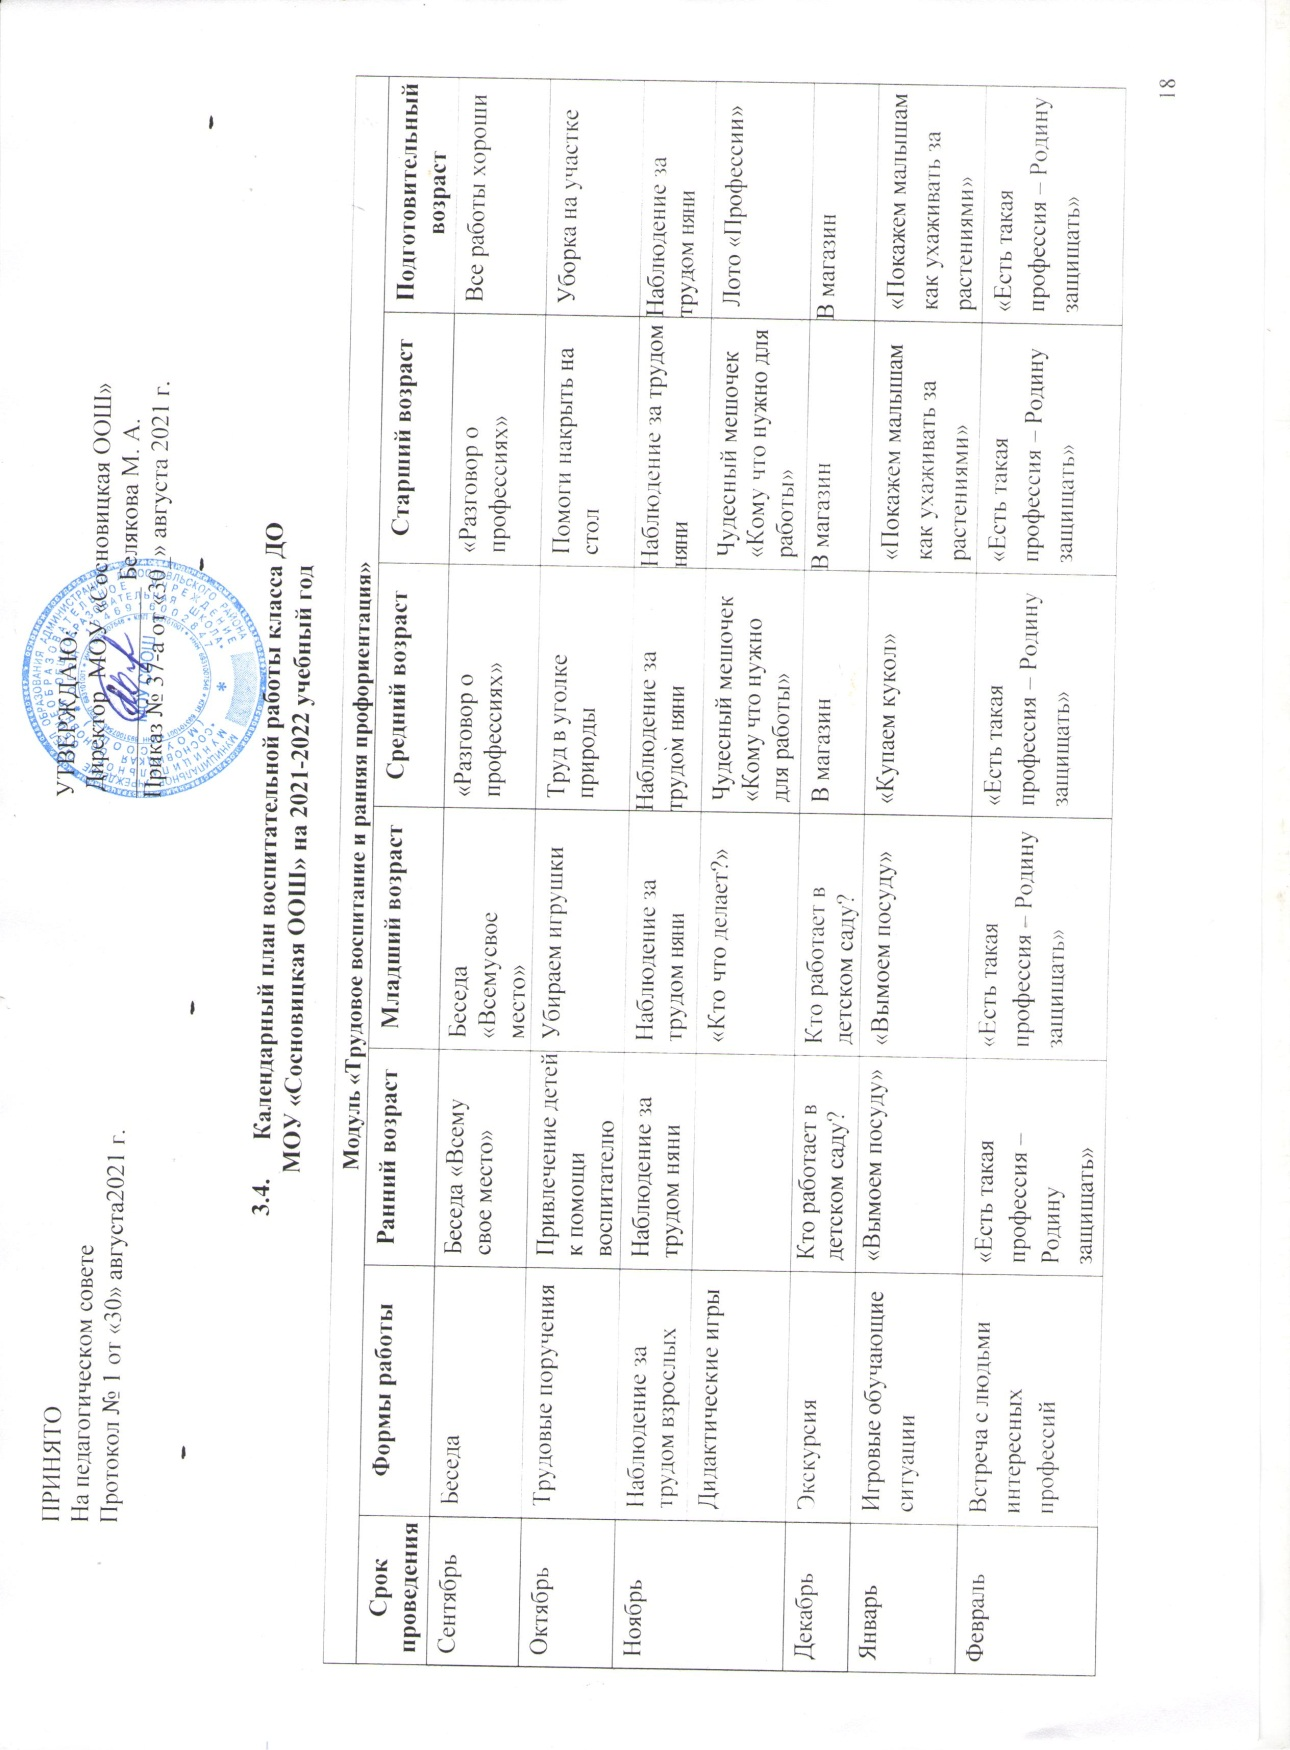 ПРИНЯТО
На педагогическом совете
Протокол № 1 от «30» августа2021 г.
УТВЕРЖДАЮ:
Директор МОУ «Сосновицкая ООШ»
Белякова М. А.
Приказ № 37-а от «30_» августа 2021 г.
3.4. Календарный план воспитательной работы класса ДО
МОУ «Сосновицкая ООШ» на 2021-2022 учебный год
Модуль «Трудовое воспитание и ранняя профориентация»
Срок
проведения
Формы работы
Ранний возраст
Младший возраст
Средний возраст
Старший возраст
Подготовительный
возраст
Сентябрь
Беседа
Беседа «Всему
свое место»
Беседа
«Всемусвое
место»
«Разговор о
профессиях»
«Разговор о
профессиях»
Все работы хороши
Октябрь
Трудовые поручения
Привлечение детей
к помощи
воспитателю
Убираем игрушки
Труд в уголке
природы
Помоги накрыть на
стол
Уборка на участке
Ноябрь
Наблюдение за
трудом взрослых
Наблюдение за
трудом няни
Наблюдение за
трудом няни
Наблюдение за
трудом няни
Наблюдение за трудом
няни
Наблюдение за
трудом няни
Дидактические игры
«Кто что делает?»
Чудесный мешочек
«Кому что нужно
для работы»
Чудесный мешочек
«Кому что нужно для
работы»
Лото «Профессии»
Декабрь
Экскурсия
Кто работает в
детском саду?
Кто работает в
детском саду?
В магазин
В магазин
В магазин
Январь
Игровые обучающие
ситуации
«Вымоем посуду»
«Вымоем посуду»
«Купаем кукол»
«Покажем малышам
как ухаживать за
растениями»
«Покажем малышам
как ухаживать за
растениями»
Февраль
Встреча с людьми
интересных
профессий
«Есть такая
профессия –
Родину
защищать»
«Есть такая
профессия – Родину
защищать»
«Есть такая
профессия – Родину
защищать»
«Есть такая
профессия – Родину
защищать»
«Есть такая
профессия – Родину
защищать»
18